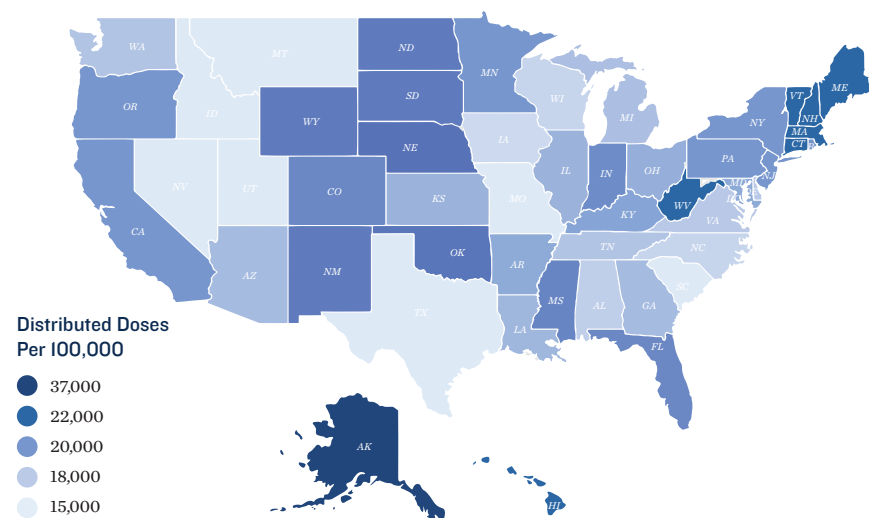 WA
MT
ND
MN
ME
VT
NH
OR
ID
SD
WI
MI
NY
MA
CT
WY
IA
NE
PA
NJ
NV
UT
CO
IL
IN
OH
KS
MO
WV
KY
VA
CA
AZ
NM
OK
AR
TN
NC
SC
TX
MS
AL
GA
LA
FL
AK
HI
Distributed Doses
Per 100,000
37,000
22,000
20,000
18,000
15,000